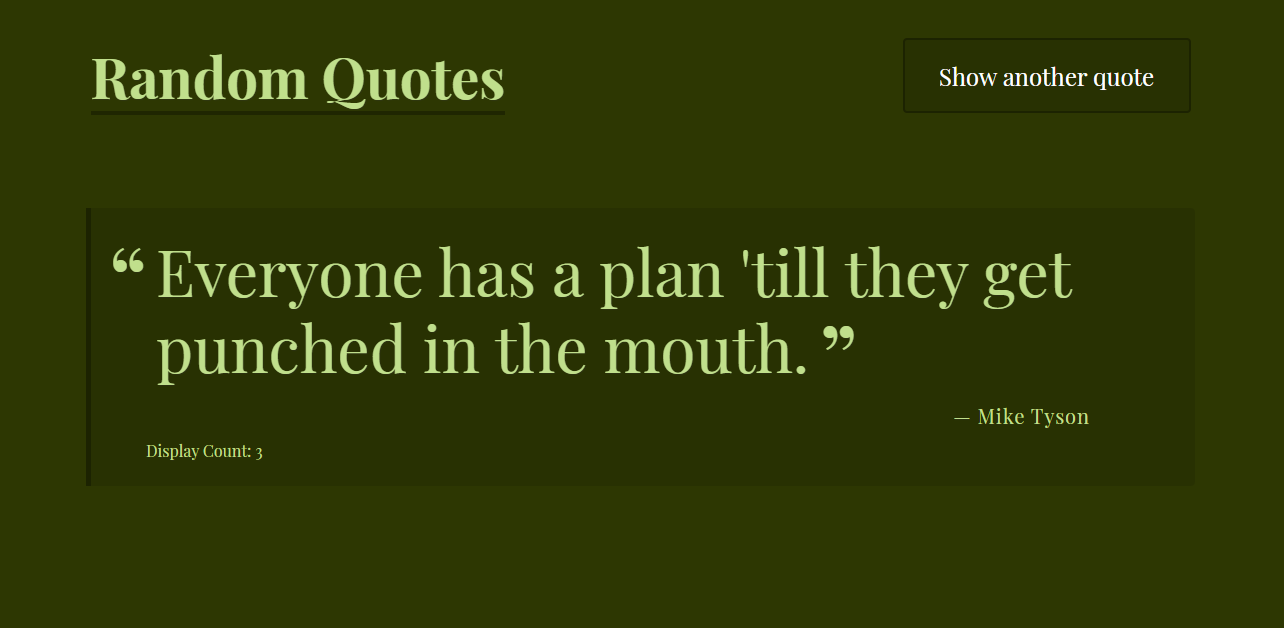 Random Quotes
Show another quote
“ Everyone has a plan 'till they get
punched in the mouth. ”
— Mike Tyson
Display Count: 3